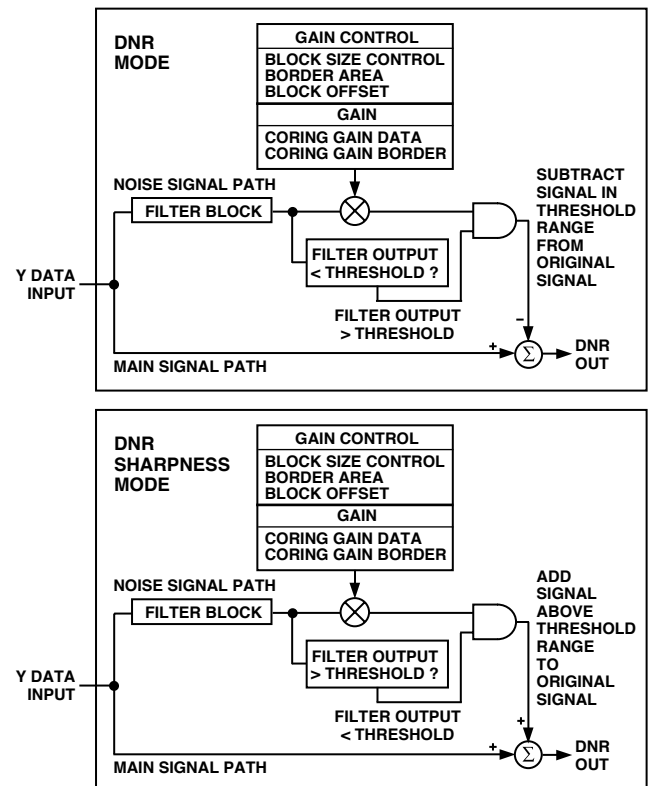 DNR
MODE
GAIN CONTROL
BLOCK SIZE CONTROL
BORDER AREA
BLOCK OFFSET
GAIN
CORING GAIN DATA
CORING GAIN BORDER
NOISE SIGNAL PATH
FILTER BLOCK
FILTER OUTPUT
< THRESHOLD ?
FILTER OUTPUT
> THRESHOLD
SUBTRACT
SIGNAL IN
THRESHOLD
RANGE
FROM
ORIGINAL
SIGNAL
Y DATA
INPUT
MAIN SIGNAL PATH
+
–
Σ
DNR
OUT
DNR
SHARPNESS
MODE
GAIN CONTROL
BLOCK SIZE CONTROL
BORDER AREA
BLOCK OFFSET
GAIN
CORING GAIN DATA
CORING GAIN BORDER
NOISE SIGNAL PATH
FILTER BLOCK
FILTER OUTPUT
> THRESHOLD ?
FILTER OUTPUT
< THRESHOLD
ADD
SIGNAL
ABOVE
THRESHOLD
RANGE
TO
ORIGINAL
SIGNAL
Y DATA
INPUT
MAIN SIGNAL PATH
+
+
Σ
DNR
OUT